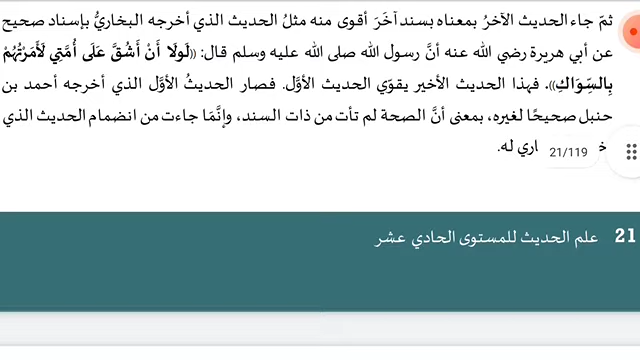 ثمّ جاء الحديث الآخرُ بمعناه بسند آخَرَ أقوى منه مثلُ الحديث الذي أخرجه البخاريُّ بإسناد صحيح
عن أبي هريرة رضي الله عنه أنَّ رسول الله صلى الله عليه وسلم قال: ((لَولَا أَنْ أَشُقَّ عَلَى أُمَّتِي لَأَمَرْتُهُمْ
بِالسِّوَاكِ)). فهذا الحديث الأخير يقوّي الحديث الأوَّل. فصار الحديثُ الأوَّل الذي أخرجه أحمد بن
حنبل صحيحًا لغيره، بمعنى أنَّ الصحة لم تأت من ذات السند، وإنَّمَا جاءت من انضمام الحديث الذي
اري له.
21/119
21 علم الحديث للمستوى الحادي عشر